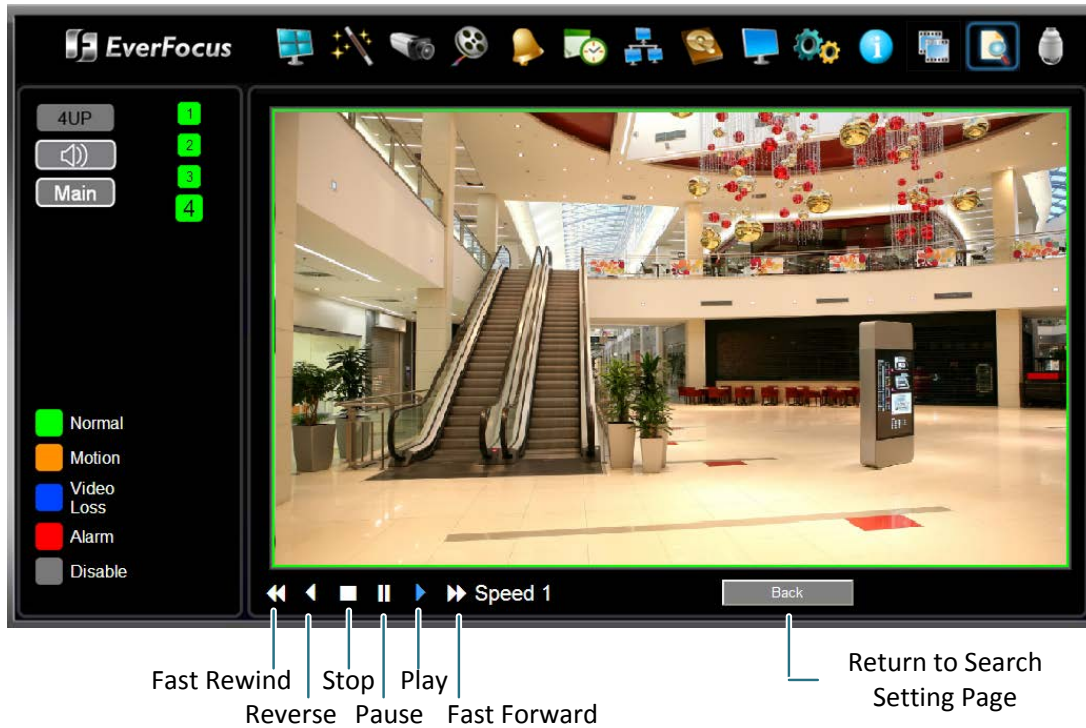 EverFocus
4UP
1
2
Main
3
4
Normal
Motion
Video
Loss
Alarm
Disable
Speed 1
Back
Fast Rewind
Stop
Play
Reverse
Pause
Fast Forward
Return to Search
Setting Page